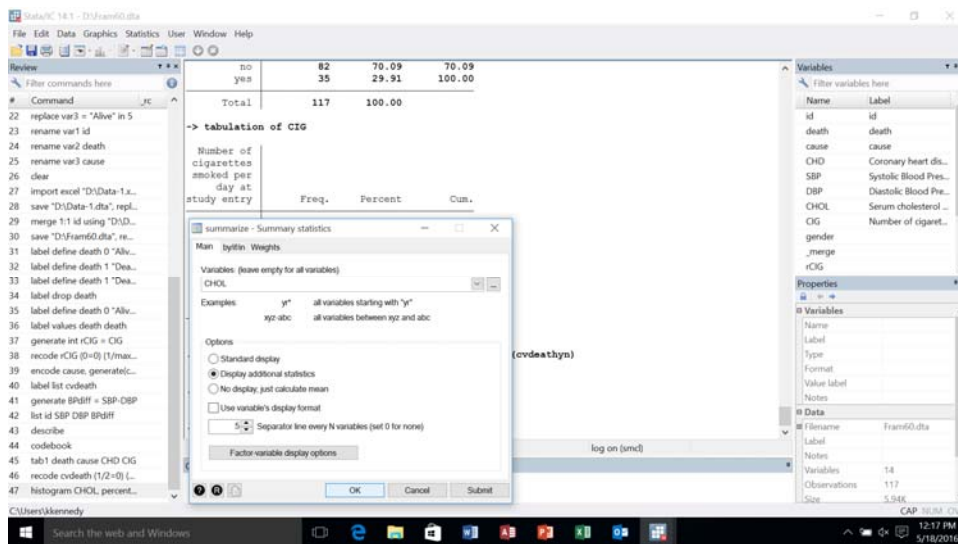 Stata/IC 14.1 - D:\Fram60.dta
File Edit Data Graphics Statistics User Window Help
Review
Filter commands here
# Command _rc
22 replace var3 = "Alive" in 5
23 rename var1 id
24 rename var2 death
25 rename var3 cause
26 clear
27 import excel "D:\Data-1.x...
28 save "D:\Data-1.dta", repl...
29 merge 1:1 id using "D:\D...
30 save "D:\Fram60.dta", re...
31 label define death 0 "Aliv...
32 label define death 1 "Dea...
33 label define death 1 "Dea...
34 label drop death
35 label define death 0 "Aliv...
36 label values death death
37 generate int rCIG = CIG
38 recode rCIG (0=0) (1/max...
39 encode cause, generate(c...
40 label list cvdeath
41 generate BPdiff = SBP-DBP
42 list id SBP DBP BPdiff
43 describe
44 codebook
45 tab1 death cause CHD CIG
46 recode cvdeath (1/2=0) (...
47 histogram CHOL, percent...
no 82 70.09 70.09
yes 35 29.91 100.00
Total 117 100.00
-> tabulation of CIG
Number of
cigarettes
smoked per
day at
study entry Freq. Percent Cum.
(cvdeathyn)
log on (smcl)
summarize - Summary statistics
Main by/if/in Weights
Variables: (leave empty for all variables)
CHOL
...
Examples: yr* all variables starting with "yr"
xyz-abc all variables between xyz and abc
Options
Standard display
Display additional statistics
No display; just calculate mean
Use variable's display format
5 Separator line every N variables (set 0 for none)
Factor-variable display options
OK Cancel Submit
Variables
Filter variables here
Name Label
id id
death death
cause cause
CHD Coronary heart dis...
SBP Systolic Blood Pres...
DBP Diastolic Blood Pre...
CHOL Serum cholesterol ...
CIG Number of cigaret...
gender
_merge
rCIG
Properties
Variables
Name
Label
Type
Format
Value label
Notes
Data
Filename Fram60.dta
Label
Notes
Variables 14
Observations 117
Size 5.94K
C:\Users\kkennedy
CAP NUM OV
Search the web and Windows
12:17 PM
5/18/2016